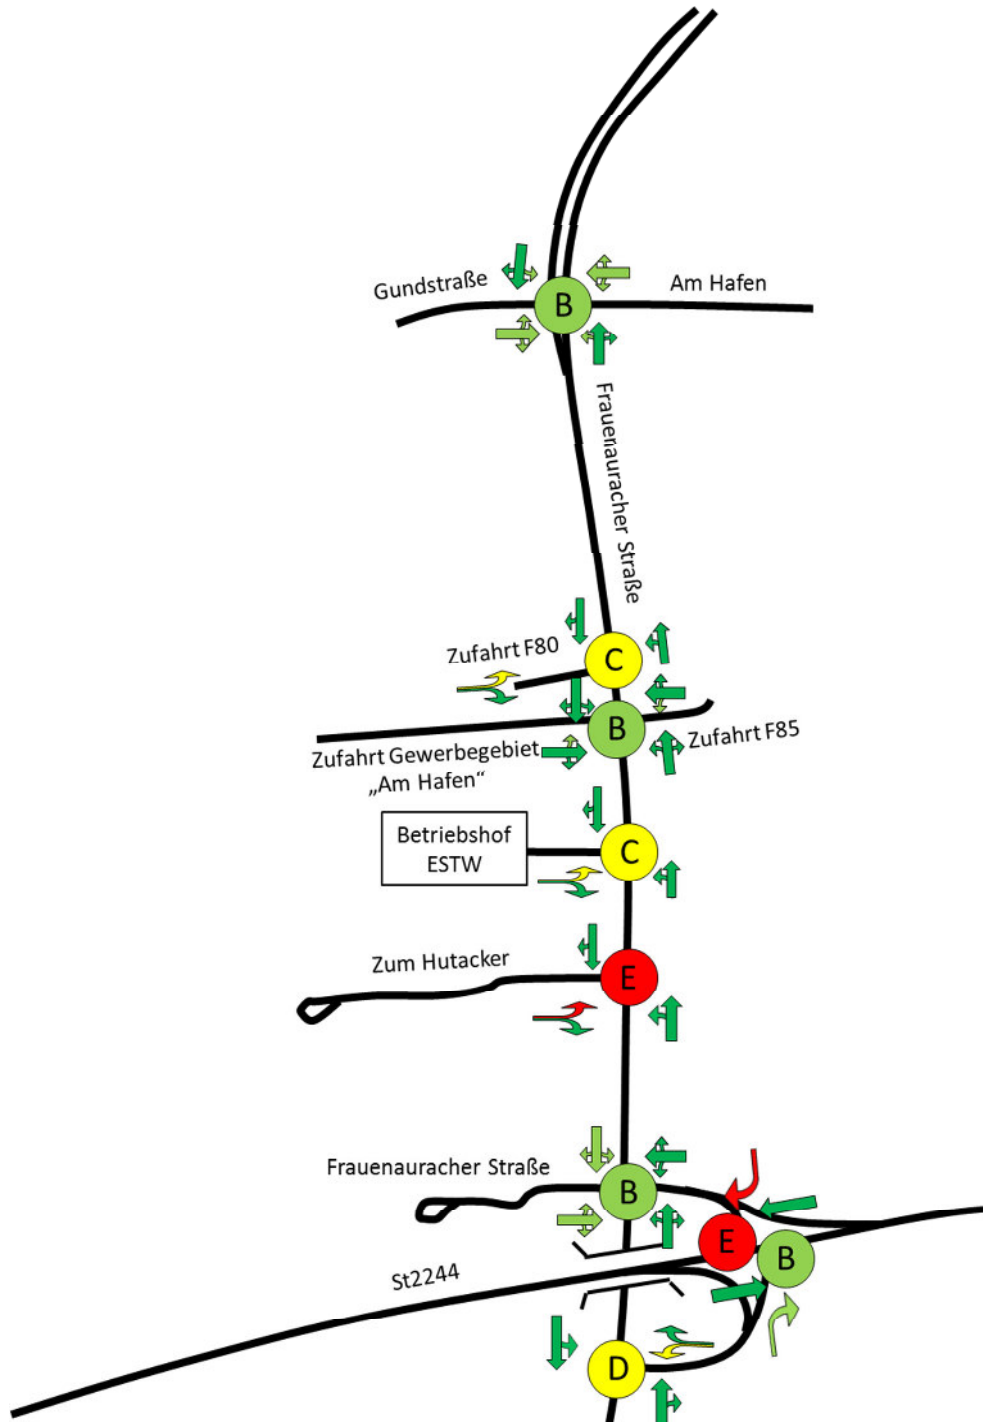 Gundstraße
Am Hafen
B
Frauenauracher Straße
Zufahrt F80
C
B
Zufahrt F85
Zufahrt Gewerbegebiet
„Am Hafen“
Betriebshof
ESTW
C
Zum Hutacker
E
Frauenauracher Straße
B
E
B
St2244
D